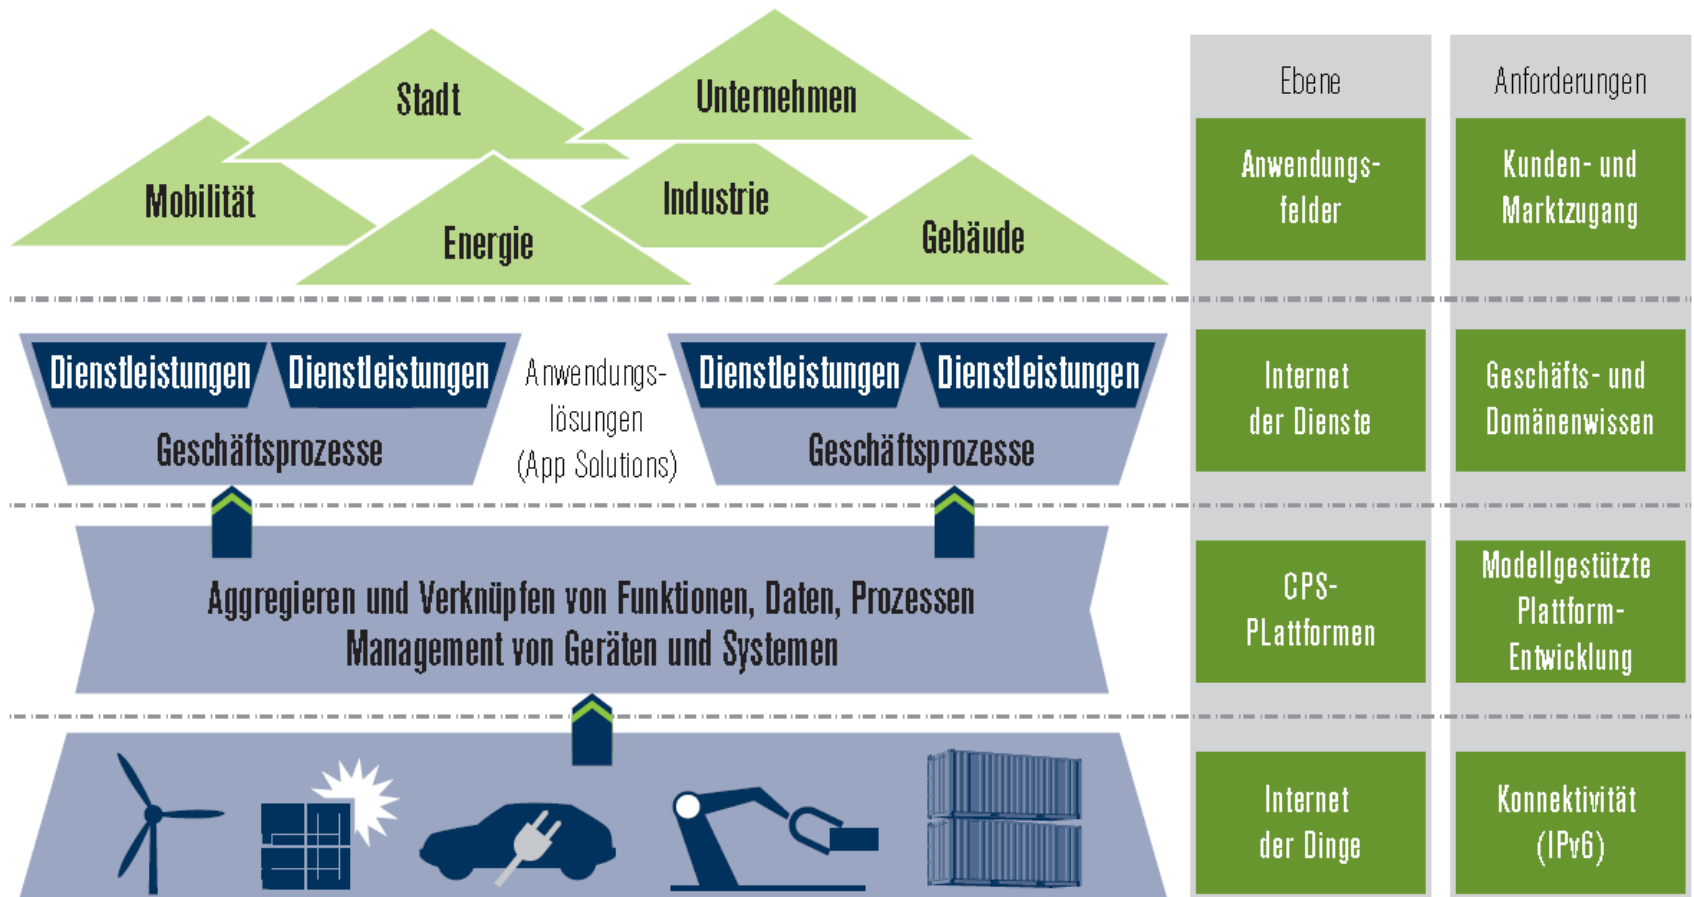 Stadt
Unternehmen
Mobilität
Industrie
Energie
Gebäude
Ebene
Anforderungen
Anwendungs-
felder
Kunden- und
Marktzugang
Dienstleistungen
Dienstleistungen
Geschäftsprozesse
Anwendungs-
lösungen
(App Solutions)
Dienstleistungen
Dienstleistungen
Geschäftsprozesse
Internet
der Dienste
Geschäfts- und
Domänenwissen
Aggregieren und Verknüpfen von Funktionen, Daten, Prozessen
Management von Geräten und Systemen
CPS-
PLattformen
Modellgestützte
Plattform-
Entwicklung
Internet
der Dinge
Konnektivität
(IPv6)